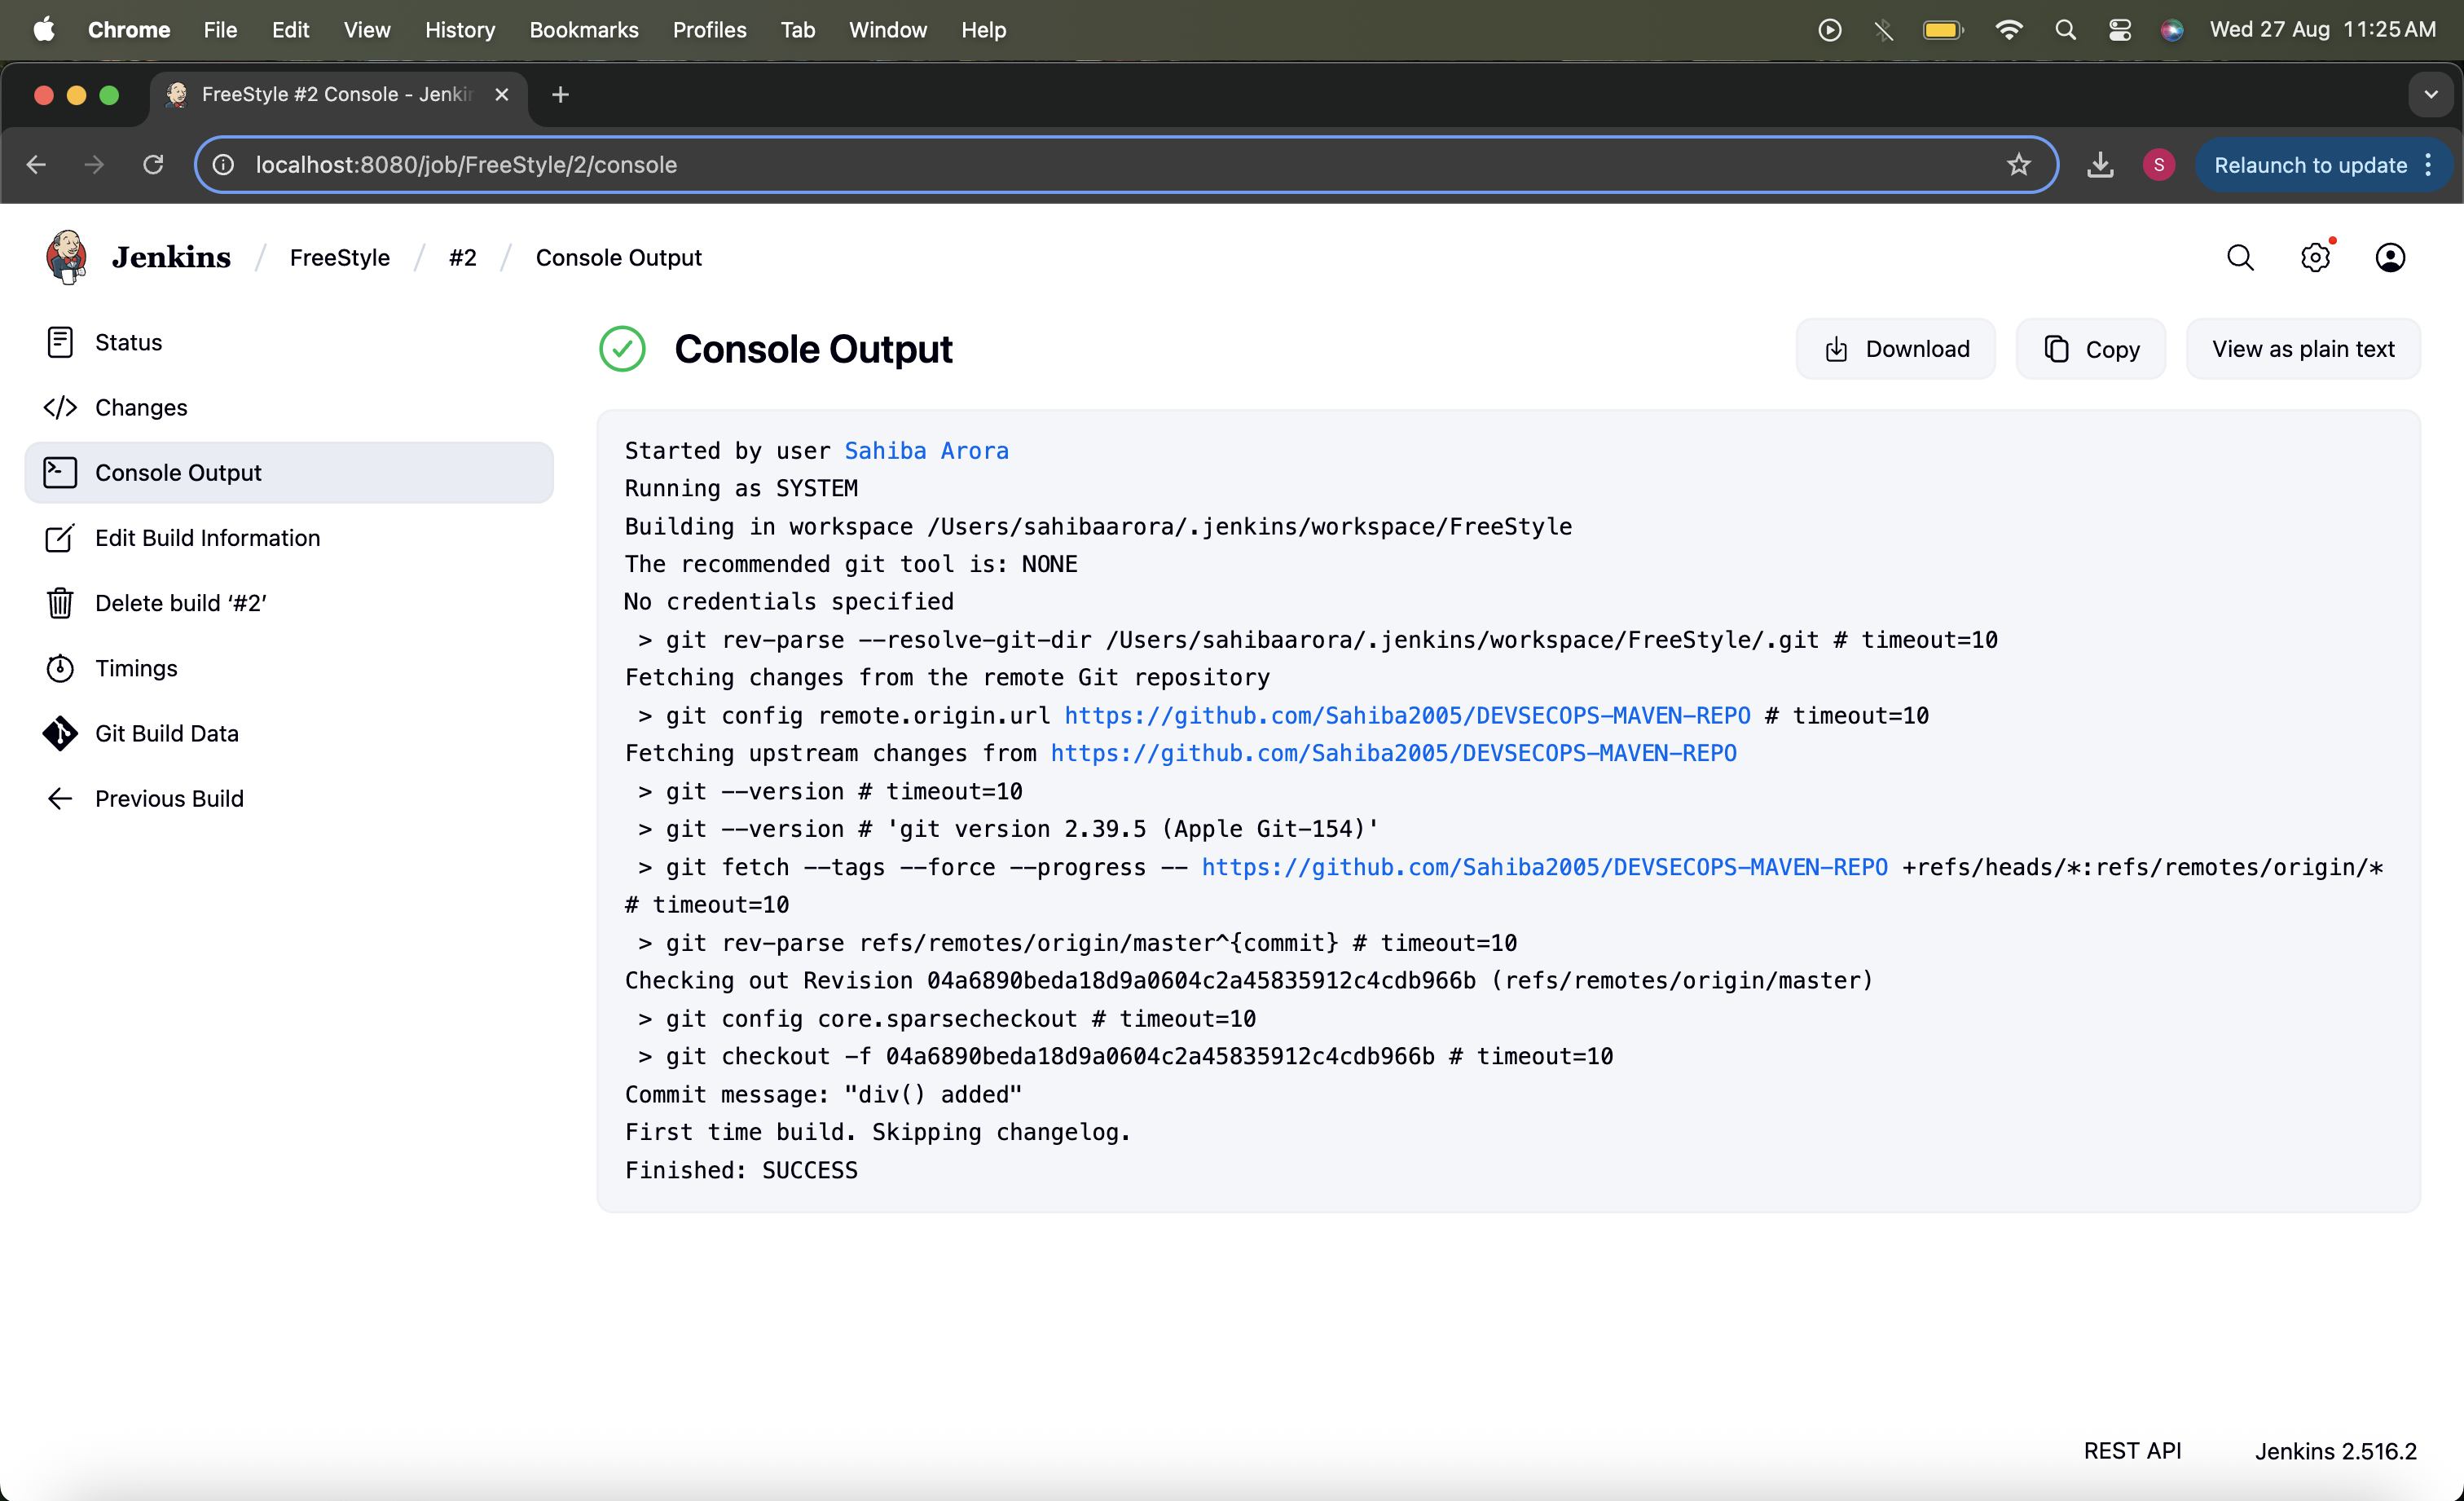 Chrome File Edit View History Bookmarks Profiles Tab Window Help Wed 27 Aug 11:25 AM
FreeStyle #2 Console - Jenkin
localhost:8080/job/FreeStyle/2/console S Relaunch to update
Jenkins / FreeStyle / #2 / Console Output
Status
Changes
Console Output
Edit Build Information
Delete build ‘#2’
Timings
Git Build Data
Previous Build
Console Output
Download Copy View as plain text
Started by user Sahiba Arora
Running as SYSTEM
Building in workspace /Users/sahibaarora/.jenkins/workspace/FreeStyle
The recommended git tool is: NONE
No credentials specified
> git rev-parse --resolve-git-dir /Users/sahibaarora/.jenkins/workspace/FreeStyle/.git # timeout=10
Fetching changes from the remote Git repository
> git config remote.origin.url https://github.com/Sahiba2005/DEVSECOPS-MAVEN-REPO # timeout=10
Fetching upstream changes from https://github.com/Sahiba2005/DEVSECOPS-MAVEN-REPO
> git --version # timeout=10
> git --version # 'git version 2.39.5 (Apple Git-154)'
> git fetch --tags --force --progress -- https://github.com/Sahiba2005/DEVSECOPS-MAVEN-REPO +refs/heads/*:refs/remotes/origin/*
# timeout=10
> git rev-parse refs/remotes/origin/master^{commit} # timeout=10
Checking out Revision 04a6890beda18d9a0604c2a45835912c4cdb966b (refs/remotes/origin/master)
> git config core.sparsecheckout # timeout=10
> git checkout -f 04a6890beda18d9a0604c2a45835912c4cdb966b # timeout=10
Commit message: "div() added"
First time build. Skipping changelog.
Finished: SUCCESS
REST API Jenkins 2.516.2